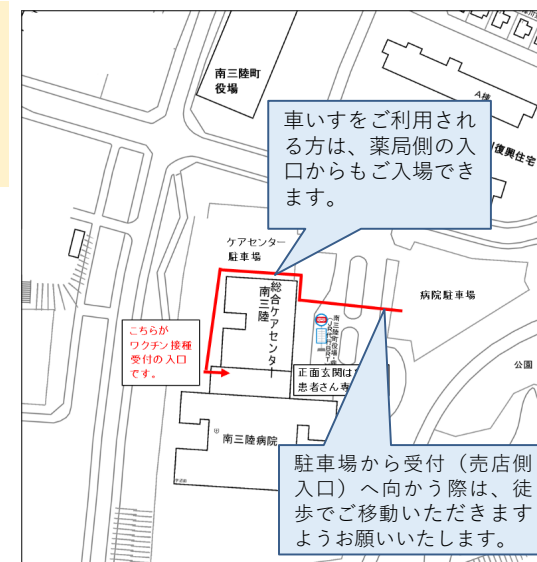 南三陸町
役場
A棟
復興住宅
車いすをご利用され
る方は、薬局側の入
口からもご入場でき
ます。
ケアセンター
駐車場
病院駐車場
総合ケアセンター
南三陸
こちらが
ワクチン接種
受付の入口
です。
南三陸町役場・
正面玄関は
患者さん専
公園
南三陸病院
駐車場から受付（売店側
入口）へ向かう際は、徒
歩でご移動いただきます
ようお願いいたします。